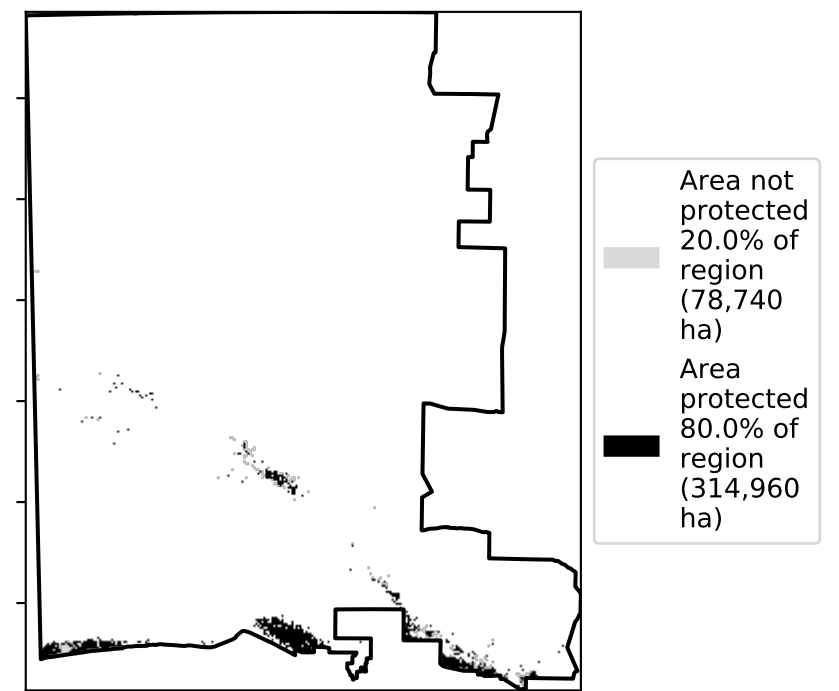 Area not
protected
20.0% of
region
(78,740
ha)
Area
protected
80.0% of
region
(314,960
ha)